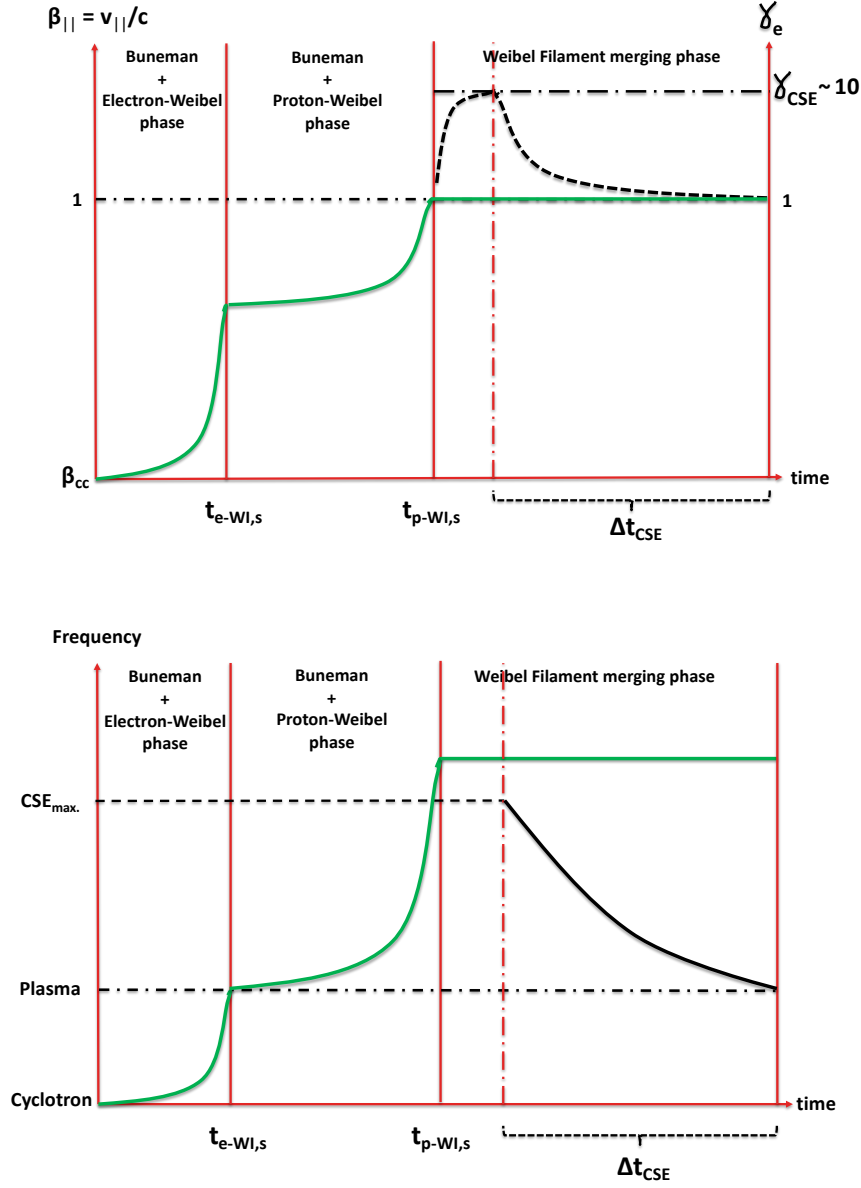 β|| = v||/c
ɣe
Buneman
+
Electron-Weibel
phase
Buneman
+
Proton-Weibel
phase
Weibel Filament merging phase
ɣCSE ~ 10
1
1
βcc
time
te-WI,s
tp-WI,s
ΔtCSE
Frequency
Buneman
+
Electron-Weibel
phase
Buneman
+
Proton-Weibel
phase
Weibel Filament merging phase
CSEmax.
Plasma
Cyclotron
time
te-WI,s
tp-WI,s
ΔtCSE